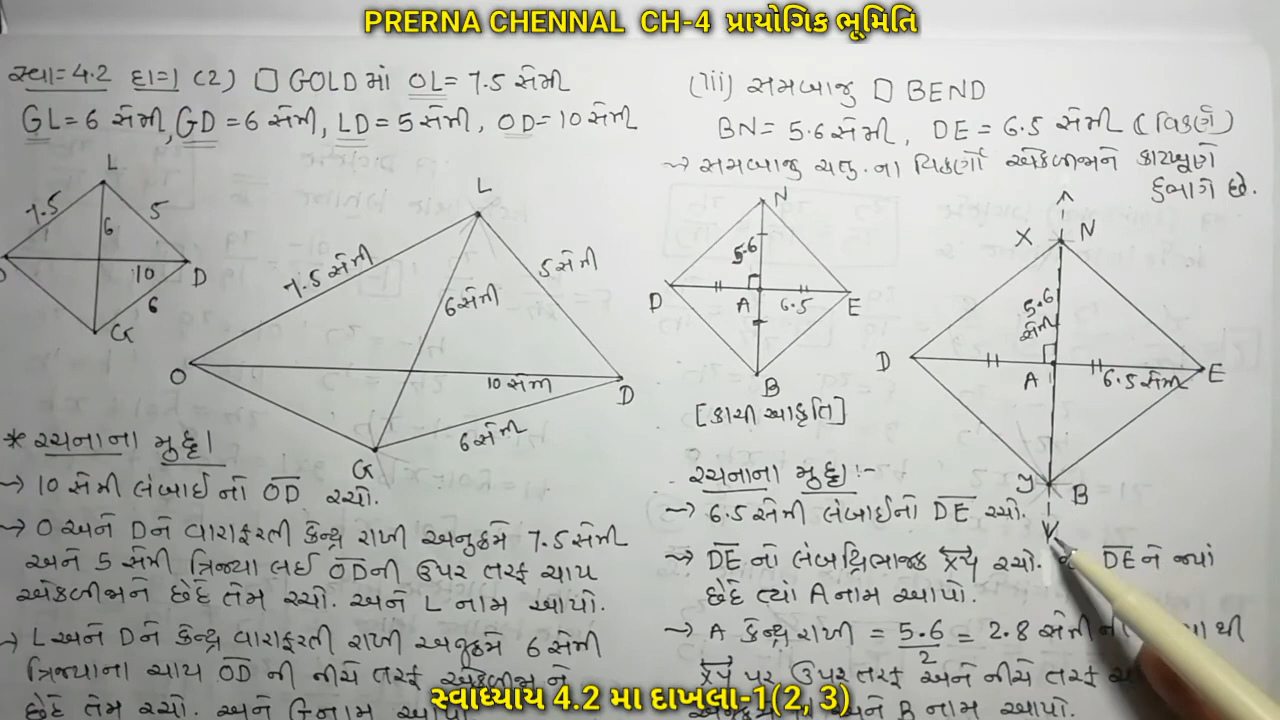 PRERNA CHENNAL CH-4 પ્રાયોગિક ભૂમિતિ
સ્વા=4.2 દા=1 (2) □ GOLD માં OL= 7.5 સેમી
GL=6 સેમી, GD=6 સેમી, LD=5 સેમી, OD=10 સેમી
L
7.5
5
6
10
D
6
G
L
7.5 સેમી
5 સેમી
6 સેમી
O
10 સેમી
D
6 સેમી
G
* રચનાના મુદ્દા
→ 10 સેમી લંબાઈનો OD રચો.
→ O અને D ને વારાફરતી કેન્દ્ર રાખી અનુક્રમે 7.5 સેમી
અને 5 સેમી ત્રિજ્યા લઈ OD ની ઉપર તરફ ચાપ
એકબીજાને છેદે તેમ રચો. અને L નામ આપો.
→ L અને D ને કેન્દ્ર વારાફરતી રાખી અનુક્રમે 6 સેમી
ત્રિજ્યાના ચાપ OD ની નીચે તરફ એકબીજાને
છેદે તેમ રચો. અને G નામ આપો.
(iii) સમબાજુ □ BEND
BN= 5.6 સેમી, DE = 6.5 સેમી (વિકર્ણ)
→ સમબાજુ ચતુ.ના વિકર્ણો એકબીજાને કાટખૂણે
દુભાગે છે.
N
5.6
D
A
6.5
E
B
[કાચી આકૃતિ]
X
N
5.6
સેમી
D
A
6.5 સેમી
E
Y
B
રચનાના મુદ્દા :-
→ 6.5 સેમી લંબાઈનો DE રચો.
→ DE નો લંબદ્વિભાજક XY રચો. DE ને જ્યાં
છેદે ત્યાં A નામ આપો.
→ A કેન્દ્ર રાખી = 5.6/2 = 2.8 સેમી
XY પર ઉપર તરફ અને નીચે તરફ
અને B નામ આપો.
સ્વાધ્યાય 4.2 મા દાખલા-1(2, 3)